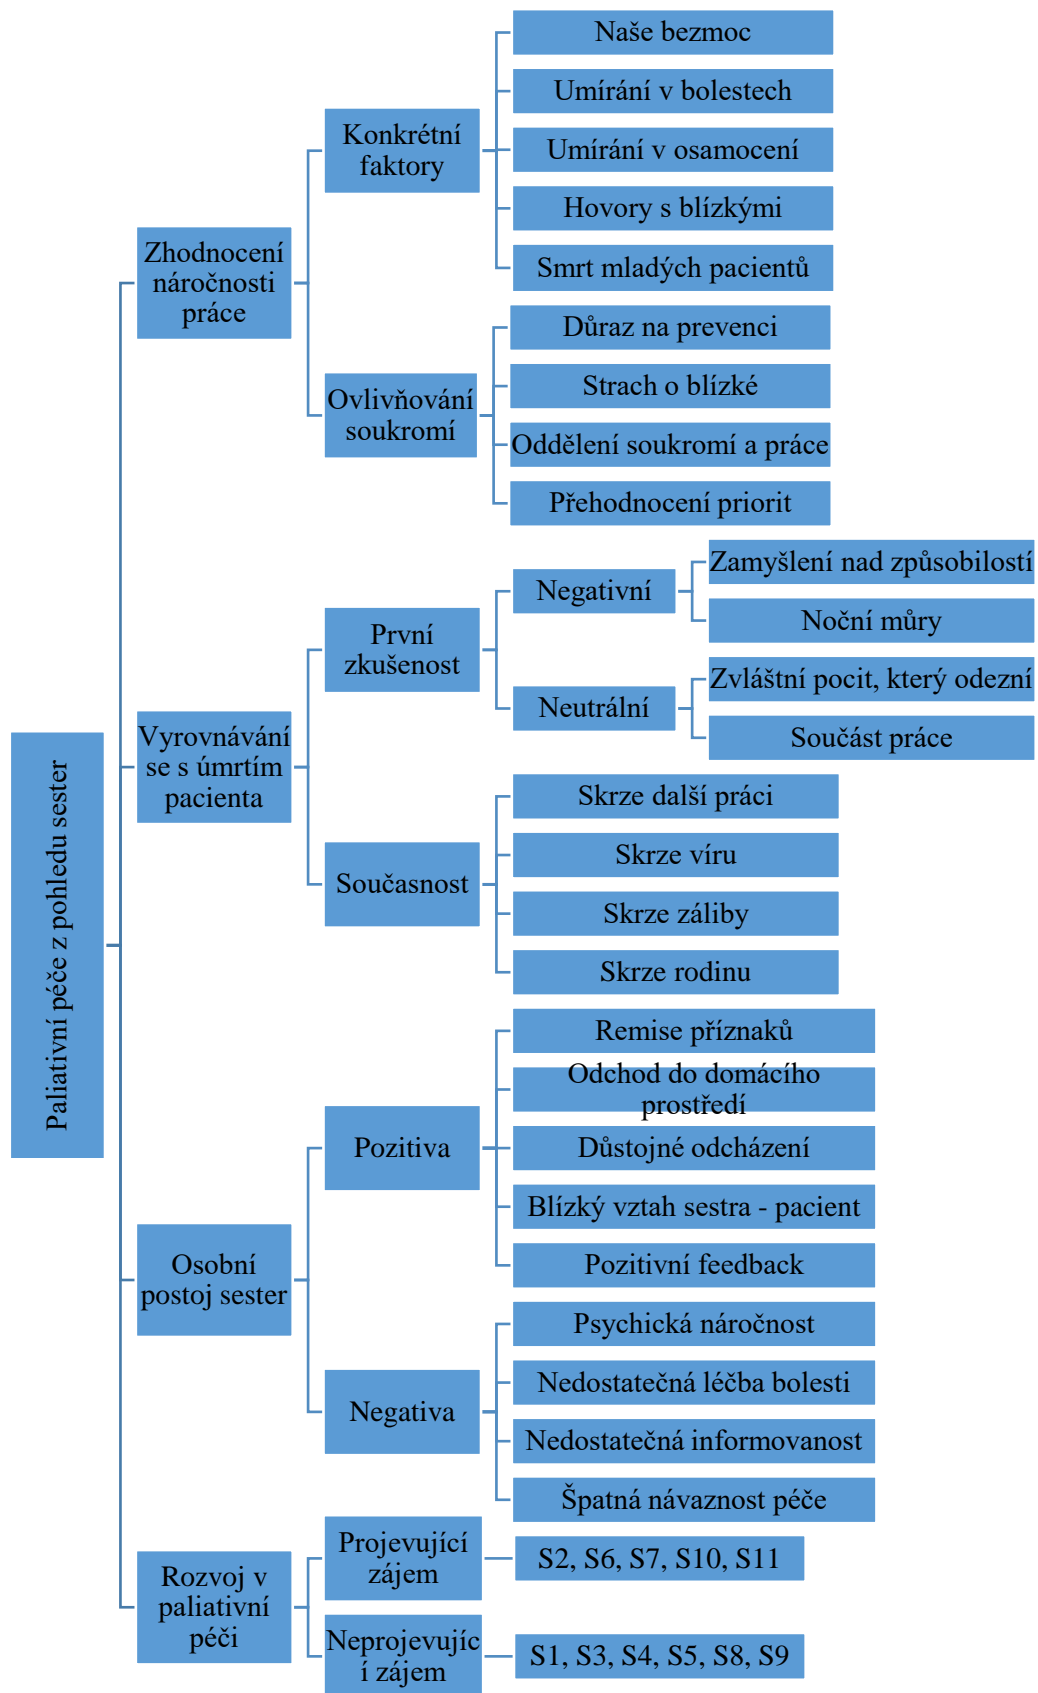 Paliativní péče z pohledu sester
Zhodnocení
náročnosti
práce
Konkrétní
faktory
Naše bezmoc
Umírání v bolestech
Umírání v osamocení
Hovory s blízkými
Smrt mladých pacientů
Ovlivňování
soukromí
Důraz na prevenci
Strach o blízké
Oddělení soukromí a práce
Přehodnocení priorit
Vyrovnávání
se s úmrtím
pacienta
První
zkušenost
Negativní
Zamyšlení nad způsobilostí
Noční můry
Neutrální
Zvláštní pocit, který odezní
Součást práce
Současnost
Skrze další práci
Skrze víru
Skrze záliby
Skrze rodinu
Osobní
postoj sester
Pozitiva
Remise příznaků
Odchod do domácího
prostředí
Důstojné odcházení
Blízký vztah sestra - pacient
Pozitivní feedback
Negativa
Psychická náročnost
Nedostatečná léčba bolesti
Nedostatečná informovanost
Špatná návaznost péče
Rozvoj v
paliativní
péči
Projevující
zájem
S2, S6, S7, S10, S11
Neprojevujíc
í zájem
S1, S3, S4, S5, S8, S9